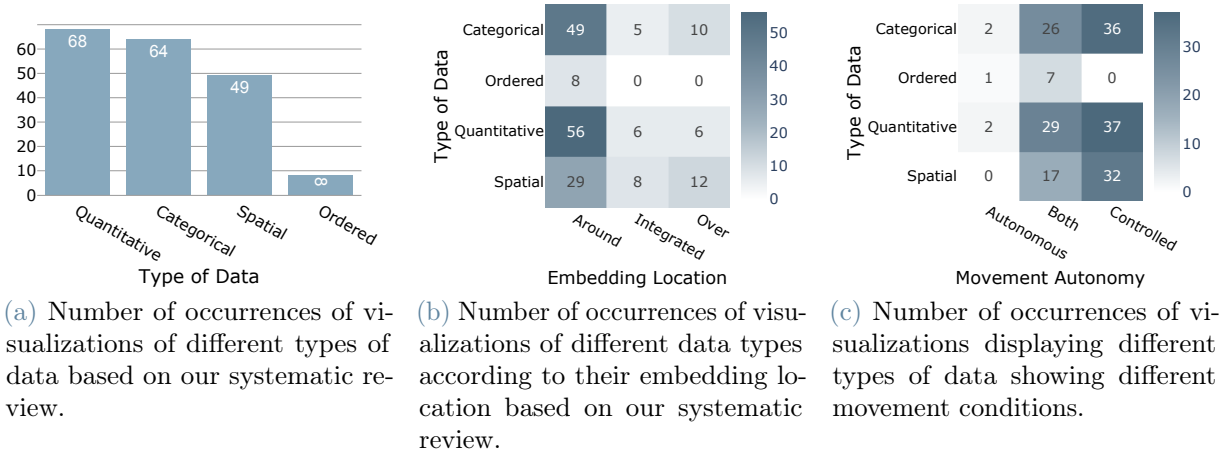 60
50
40
30
20
10
0
68
64
49
8
Quantitative
Categorical
Spatial
Ordered
Type of Data
(a) Number of occurrences of vi-
sualizations of different types of
data based on our systematic re-
view.
Type of Data
Categorical 49 5 10
Ordered 8 0 0
Quantitative 56 6 6
Spatial 29 8 12
Around
Integrated
Over
Embedding Location
50
40
30
20
10
0
(b) Number of occurrences of visu-
alizations of different data types
according to their embedding lo-
cation based on our systematic
review.
Type of Data
Categorical 2 26 36
Ordered 1 7 0
Quantitative 2 29 37
Spatial 0 17 32
Autonomous
Both
Controlled
Movement Autonomy
30
20
10
0
(c) Number of occurrences of vi-
sualizations displaying different
types of data showing different
movement conditions.